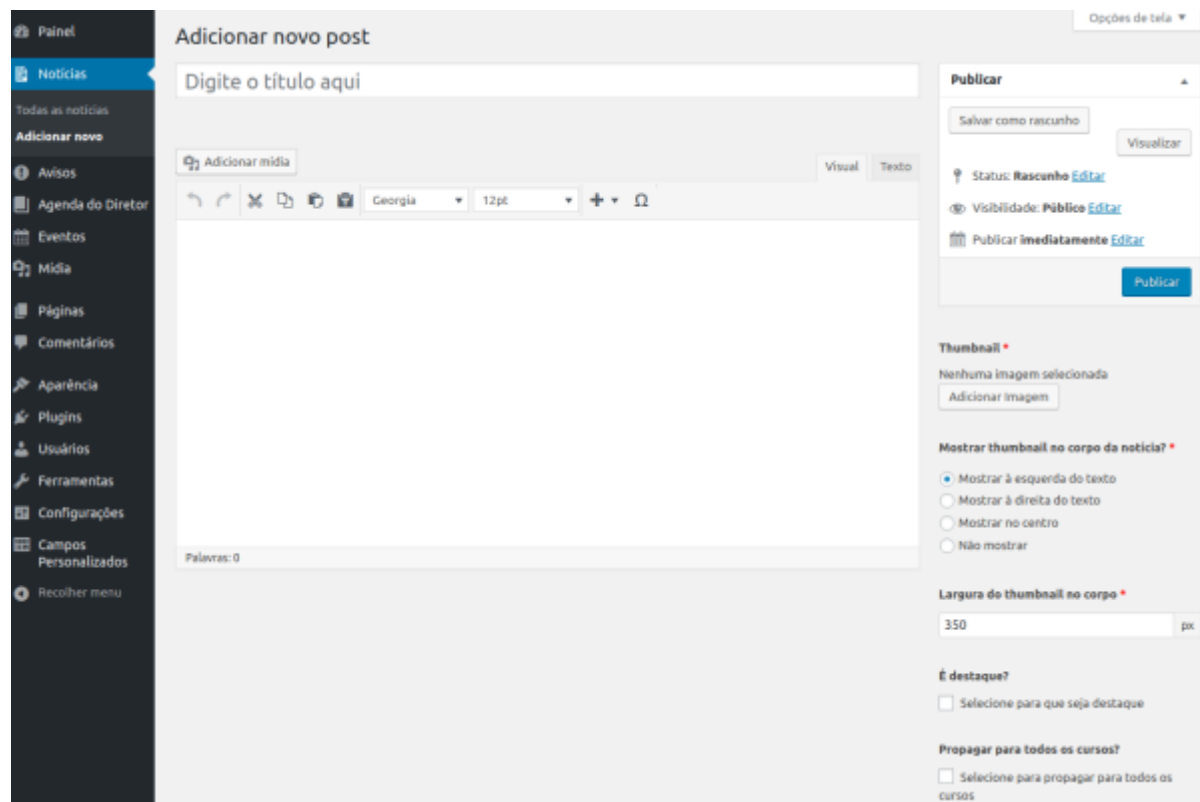 Opções de tela
Painel
Notícias
Todas as notícias
Adicionar novo
Avisos
Agenda do Diretor
Eventos
Mídia
Páginas
Comentários
Aparência
Plugins
Usuários
Ferramentas
Configurações
Campos
Personalizados
Recolher menu
Adicionar novo post
Digite o título aqui
Adicionar mídia
Visual Texto
Georgia 12pt Ω
Palavras: 0
Publicar
Salvar como rascunho
Visualizar
Status: Rascunho Editar
Visibilidade: Público Editar
Publicar imediatamente Editar
Publicar
Thumbnail *
Nenhuma imagem selecionada
Adicionar Imagem
Mostrar thumbnail no corpo da notícia? *
Mostrar à esquerda do texto
Mostrar à direita do texto
Mostrar no centro
Não mostrar
Largura do thumbnail no corpo *
350 px
É destaque?
Selecione para que seja destaque
Propagar para todos os cursos?
Selecione para propagar para todos os
cursos